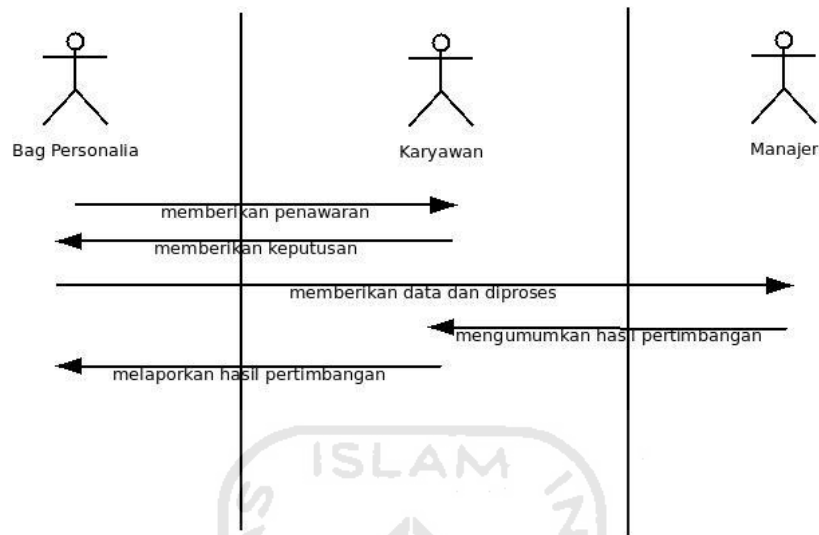 Bag Personalia
Karyawan
Manajer
memberikan penawaran
memberikan keputusan
memberikan data dan diproses
mengumumkan hasil pertimbangan
melaporkan hasil pertimbangan
ISLAM